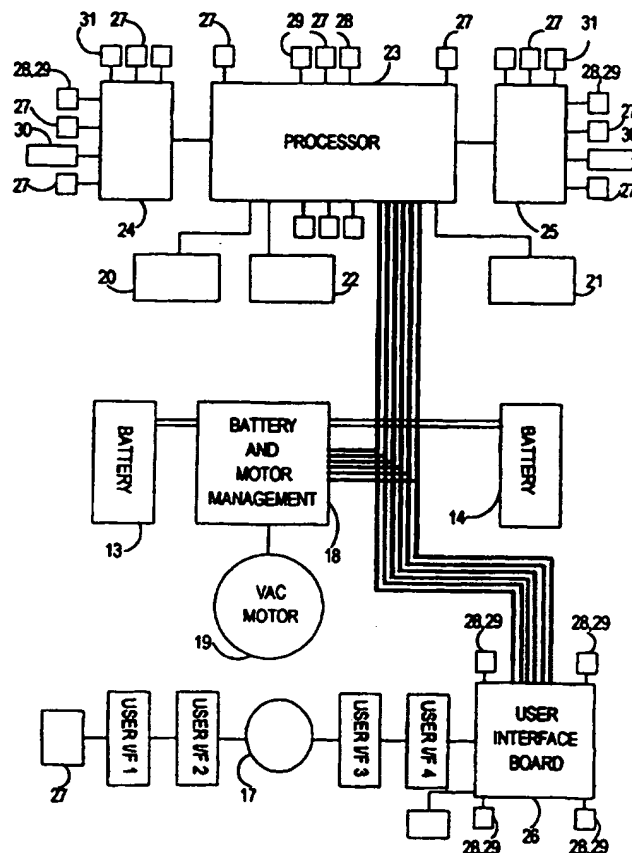 31 27 27 29 27 28 27 27 31
28,29 23 28,29
27 PROCESSOR 27
30 30
27 27
24 25
20 22 21
BATTERY BATTERY AND MOTOR MANAGEMENT BATTERY
13 18 14
VAC MOTOR
19
28,29 28,29
USER I/F 1 USER I/F 2 USER I/F 3 USER I/F 4 USER INTERFACE BOARD
27 17 26
28,29 28,29